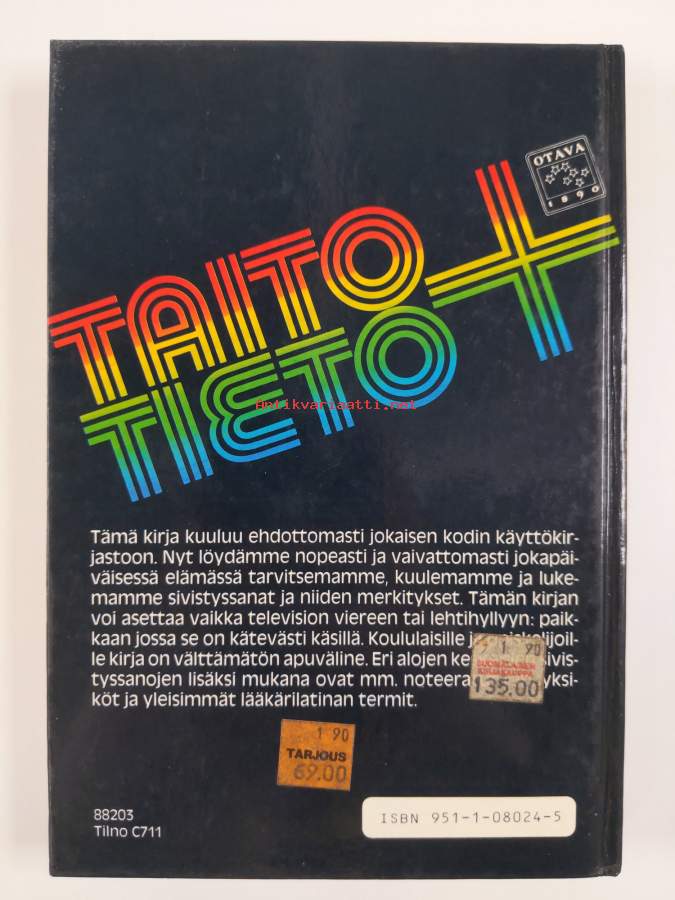 OTAVA
1890
TAITO
TIETO
+
Antikvariaatti.net
Tämä kirja kuuluu ehdottomasti jokaisen kodin käyttökir-
jastoon. Nyt löydämme nopeasti ja vaivattomasti jokapäi-
väisessä elämässä tarvitsemamme, kuulemamme ja luke-
mamme sivistyssanat ja niiden merkitykset. Tämän kirjan
voi asettaa vaikka television viereen tai lehtihyllyyn: paik-
kaan jossa se on kätevästi käsillä. Koululaisille
le kirja on välttämätön apuväline. Eri alojen sivis-
tyssanojen lisäksi mukana ovat mm. yksi-
köt ja yleisimmät lääkärilatinan termit.
1 90
SUOMALAINEN
KIRJAKAUPPA
135.00
1 90
TARJOUS
69.00
88203
Tilno C711
ISBN 951-1-08024-5